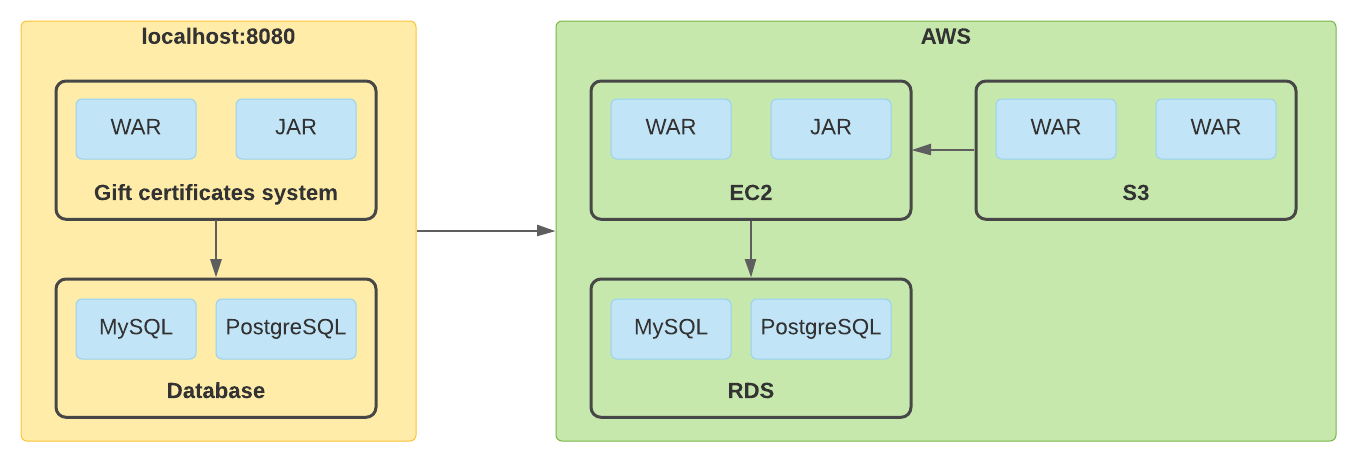 localhost:8080
WAR
JAR
Gift certificates system
MySQL
PostgreSQL
Database
AWS
WAR
JAR
EC2
WAR
WAR
S3
MySQL
PostgreSQL
RDS